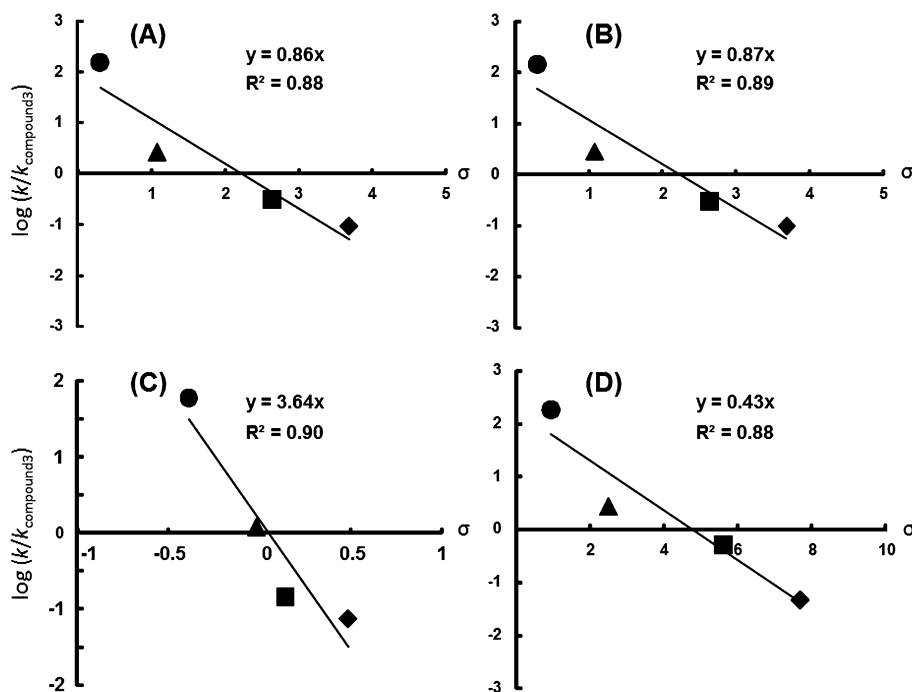 (A)
y = 0.86x
R² = 0.88
log (k/kcompound3)
3
2
1
0
-1
-2
-3
1
2
3
4
5
σ
(B)
y = 0.87x
R² = 0.89
3
2
1
0
-1
-2
-3
1
2
3
4
5
σ
(C)
y = 3.64x
R² = 0.90
log (k/kcompound3)
2
1
0
-1
-2
-1
-0.5
0
0.5
1
σ
(D)
y = 0.43x
R² = 0.88
3
2
1
0
-1
-2
-3
2
4
6
8
10
σ